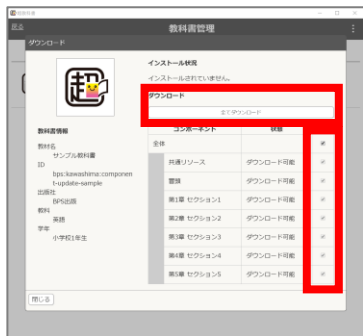 超教科書
戻る
教科書管理
ダウンロード
超
インストール状況
インストールされていません。
ダウンロード
全てダウンロード
教科書情報
教材名
サンプル教科書
ID
bps:kawashima:componen
t-update-sample
出版社
BPS出版
教科
英語
学年
小学校1年生
コンポーネント 状態
全体
共通リソース ダウンロード可能
巻頭 ダウンロード可能
第1章 セクション1 ダウンロード可能
第2章 セクション2 ダウンロード可能
第3章 セクション3 ダウンロード可能
第4章 セクション4 ダウンロード可能
第5章 セクション5 ダウンロード可能
閉じる